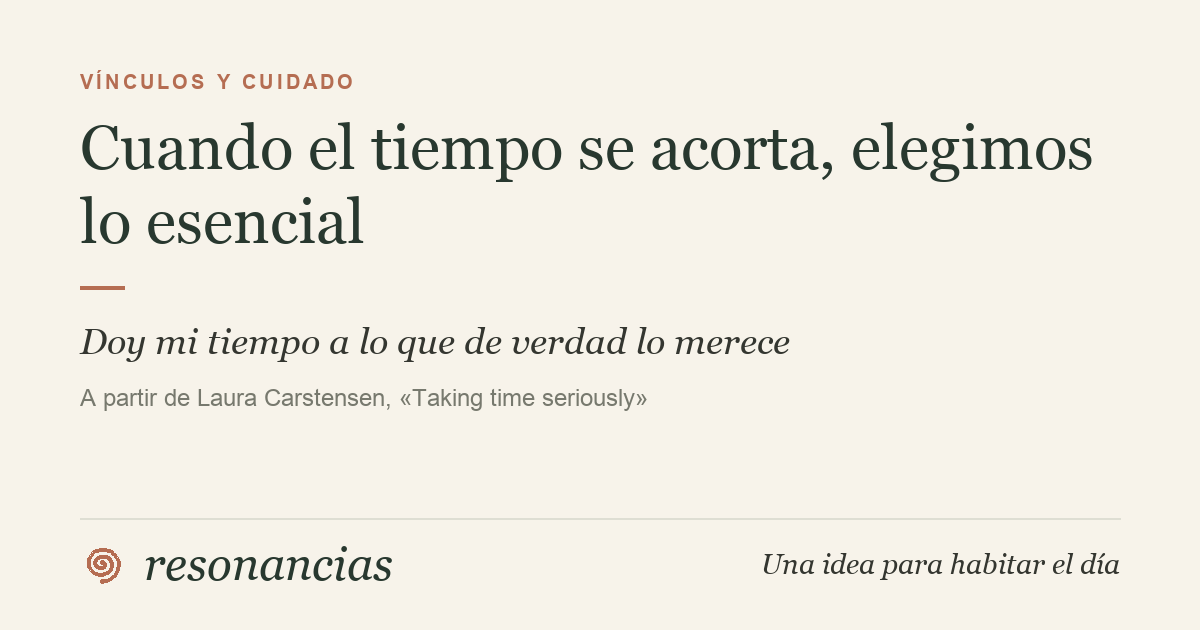 VÍNCULOS Y CUIDADO
Cuando el tiempo se acorta, elegimos
lo esencial
Doy mi tiempo a lo que de verdad lo merece
A partir de Laura Carstensen, «Taking time seriously»
resonancias
Una idea para habitar el día